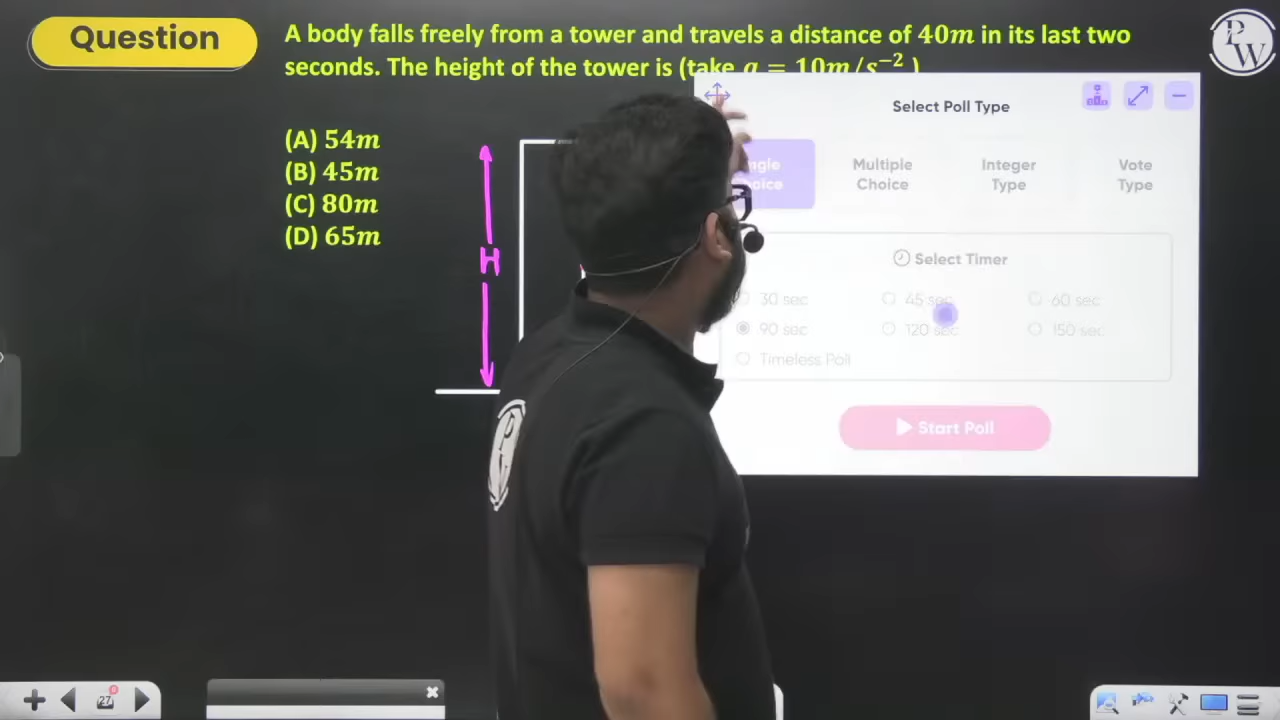 Question
A body falls freely from a tower and travels a distance of 40m in its last two
seconds. The height of the tower is (take g = 10m/s⁻² )
(A) 54m
(B) 45m
(C) 80m
(D) 65m
H
PW
Select Poll Type
Multiple Choice
Integer Type
Vote Type
Select Timer
30 sec
45 sec
60 sec
90 sec
120 sec
150 sec
Timeless Poll
Start Poll
27